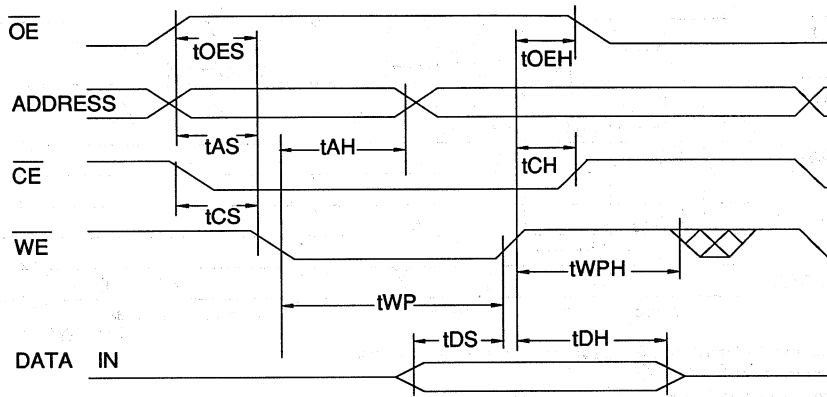 OE
tOES
tOEH
ADDRESS
tAS
tAH
tCH
CE
tCS
WE
tWPH
tWP
tDS
tDH
DATA IN